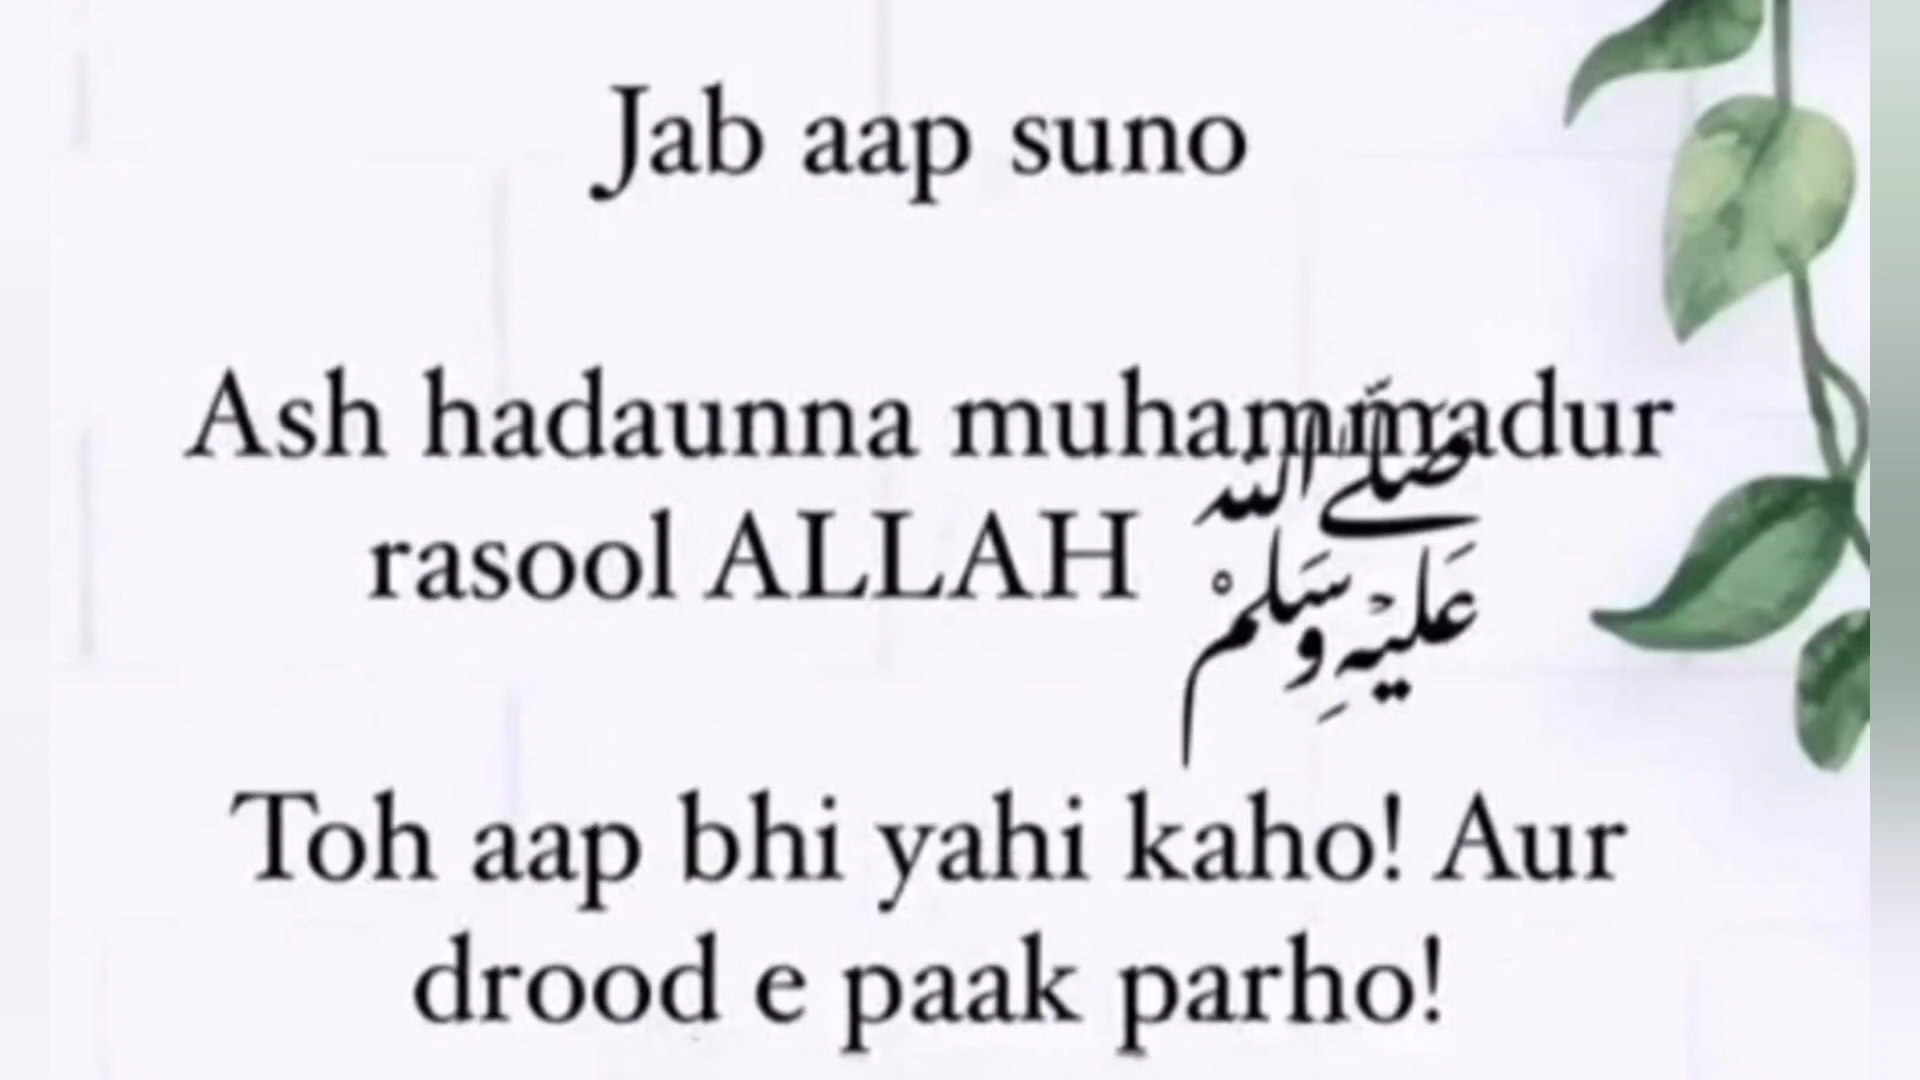 Jab aap suno
Ash hadaunna muhammadur
rasool ALLAH صلى الله عليه وسلم
Toh aap bhi yahi kaho! Aur
drood e paak parho!